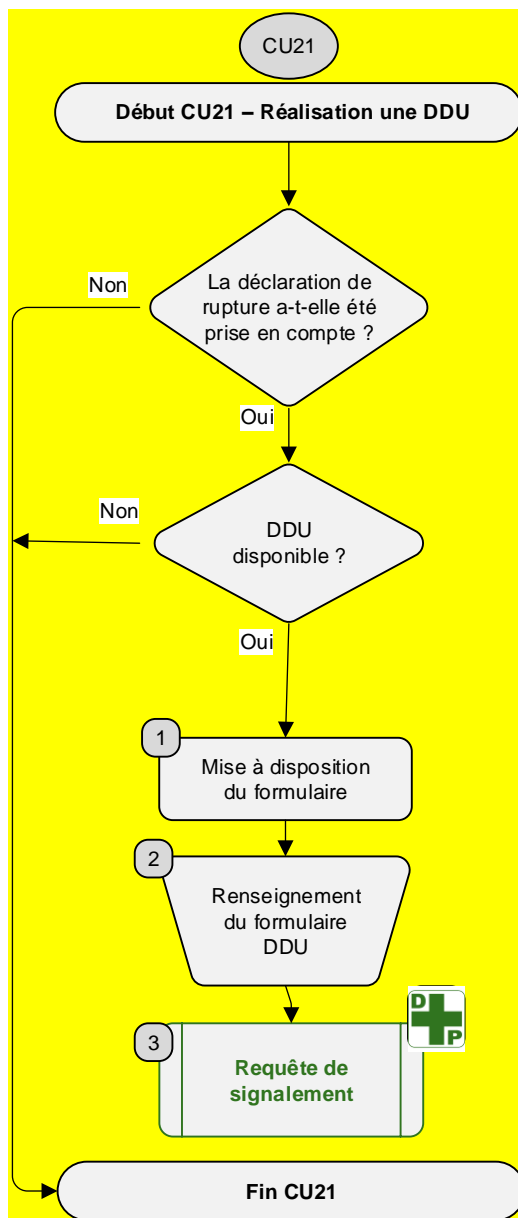 CU21
Début CU21 – Réalisation une DDU
La déclaration de
rupture a-t-elle été
prise en compte ?
Non
Oui
DDU
disponible ?
Non
Oui
1
Mise à disposition
du formulaire
2
Renseignement
du formulaire
DDU
D
P
3
Requête de
signalement
Fin CU21